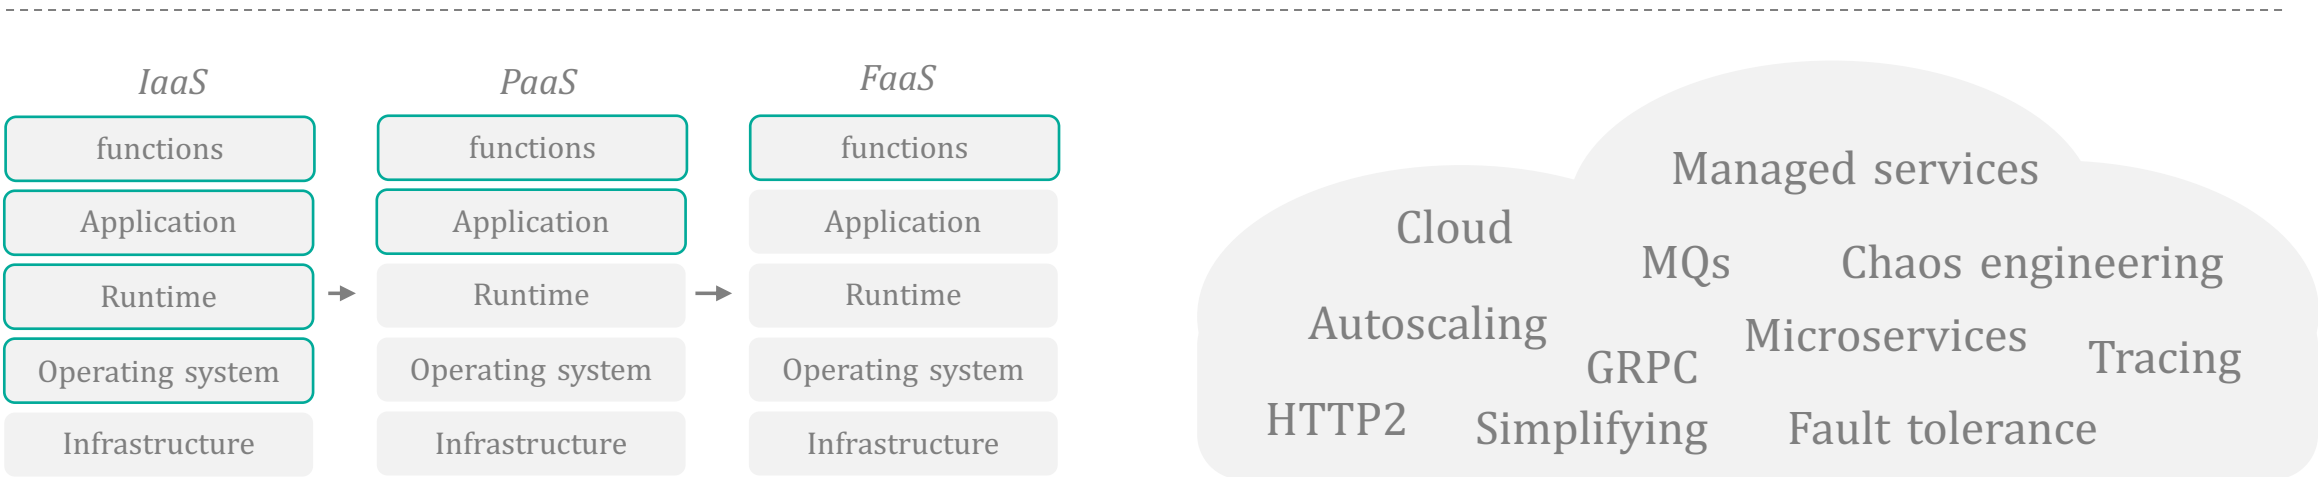 IaaS
functions
Application
Runtime
Operating system
Infrastructure
PaaS
functions
Application
Runtime
Operating system
Infrastructure
FaaS
functions
Application
Runtime
Operating system
Infrastructure
Managed services
Cloud
MQs
Chaos engineering
Autoscaling
Microservices
GRPC
Tracing
HTTP2
Simplifying
Fault tolerance